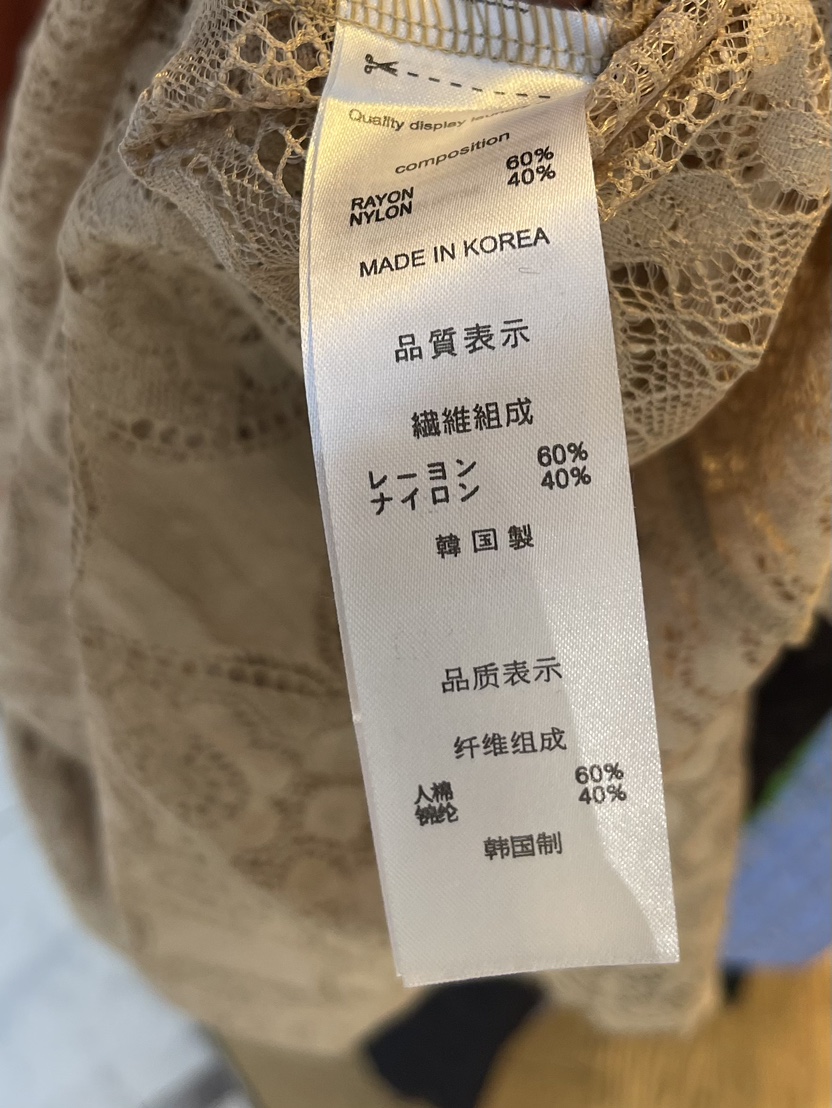 Quality display
composition
RAYON 60%
NYLON 40%
MADE IN KOREA
品質表示
繊維組成
レーヨン 60%
ナイロン 40%
韓国製
品质表示
纤维组成
人棉 60%
锦纶 40%
韩国制